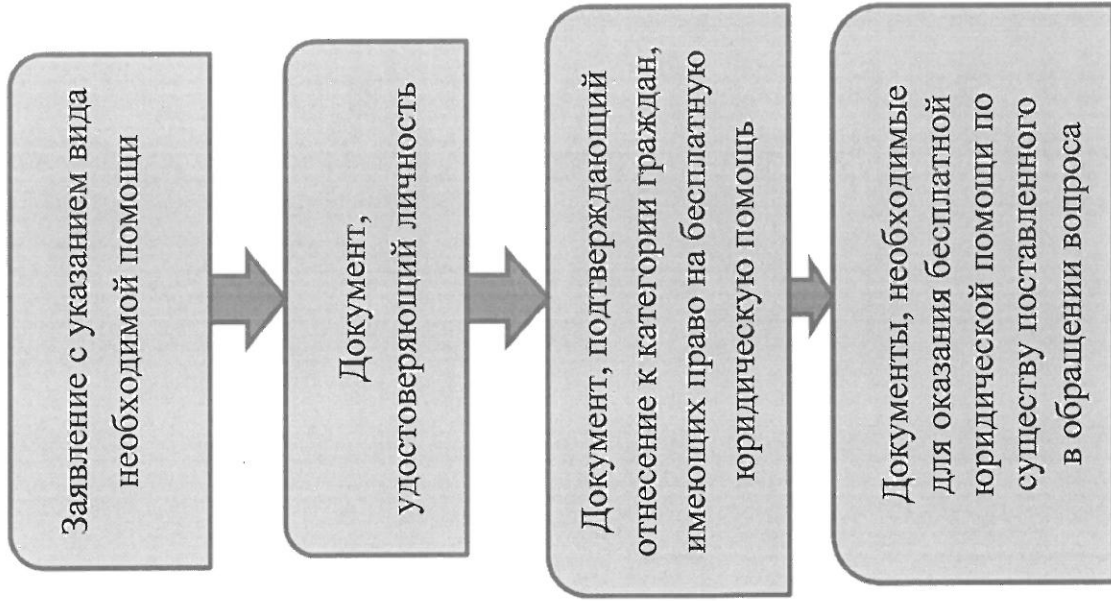 Заявление с указанием вида
необходимой помощи
Документ,
удостоверяющий личность
Документ, подтверждающий
отнесение к категории граждан,
имеющих право на бесплатную
юридическую помощь
Документы, необходимые
для оказания бесплатной
юридической помощи по
существу поставленного
в обращении вопроса